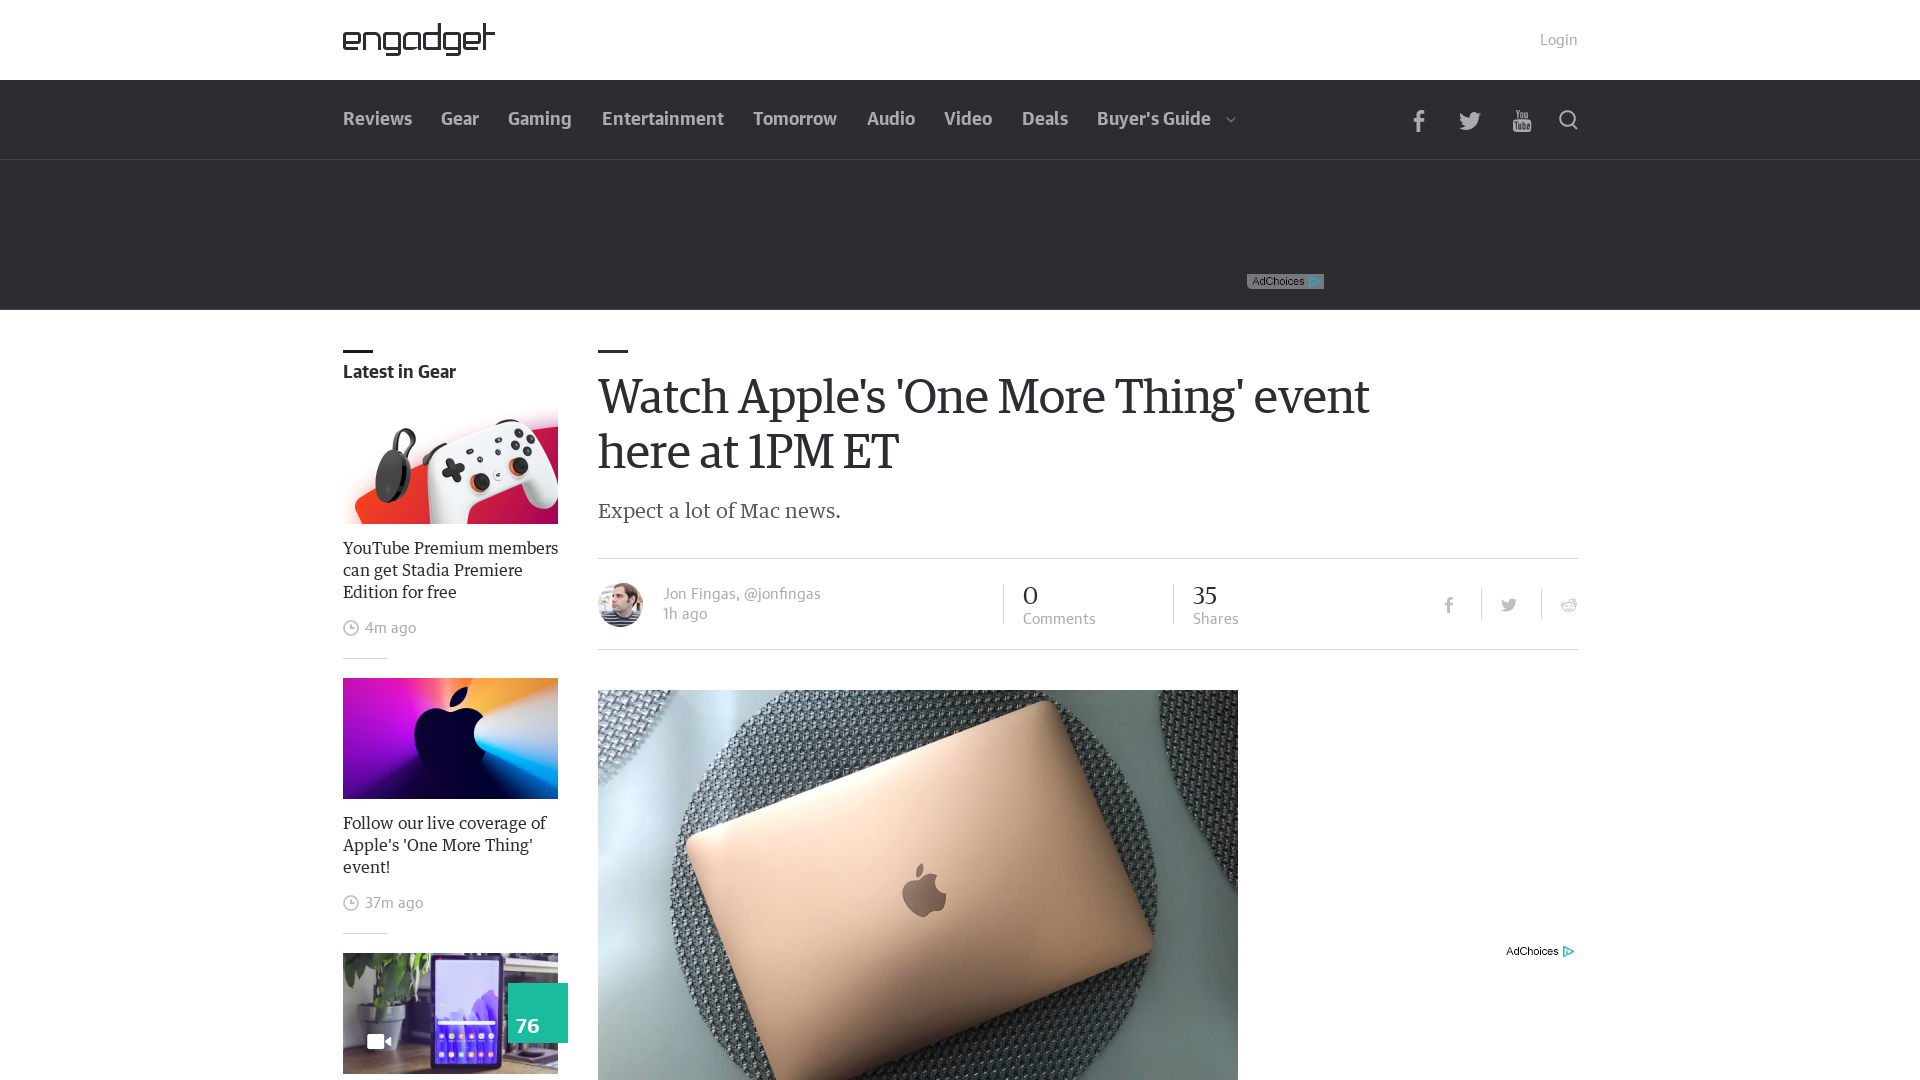 engadget
Login
Reviews Gear Gaming Entertainment Tomorrow Audio Video Deals Buyer's Guide
You
Tube
AdChoices
Latest in Gear
YouTube Premium members
can get Stadia Premiere
Edition for free
4m ago
Follow our live coverage of
Apple's 'One More Thing'
event!
37m ago
76
Watch Apple's 'One More Thing' event
here at 1PM ET
Expect a lot of Mac news.
Jon Fingas, @jonfingas
1h ago
0
Comments
35
Shares
AdChoices